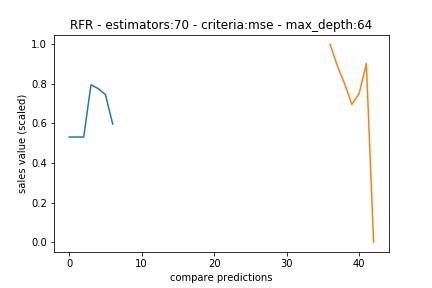 RFR - estimators:70 - criteria:mse - max_depth:64
1.0
0.8
0.6
0.4
0.2
0.0
sales value (scaled)
0 10 20 30 40
compare predictions